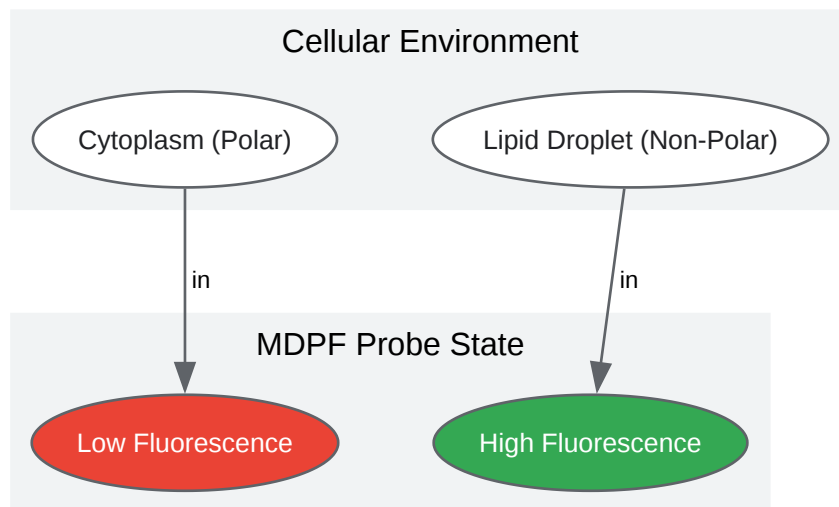 Cellular Environment
Cytoplasm (Polar)
Lipid Droplet (Non-Polar)
in
in
MDPF Probe State
Low Fluorescence
High Fluorescence